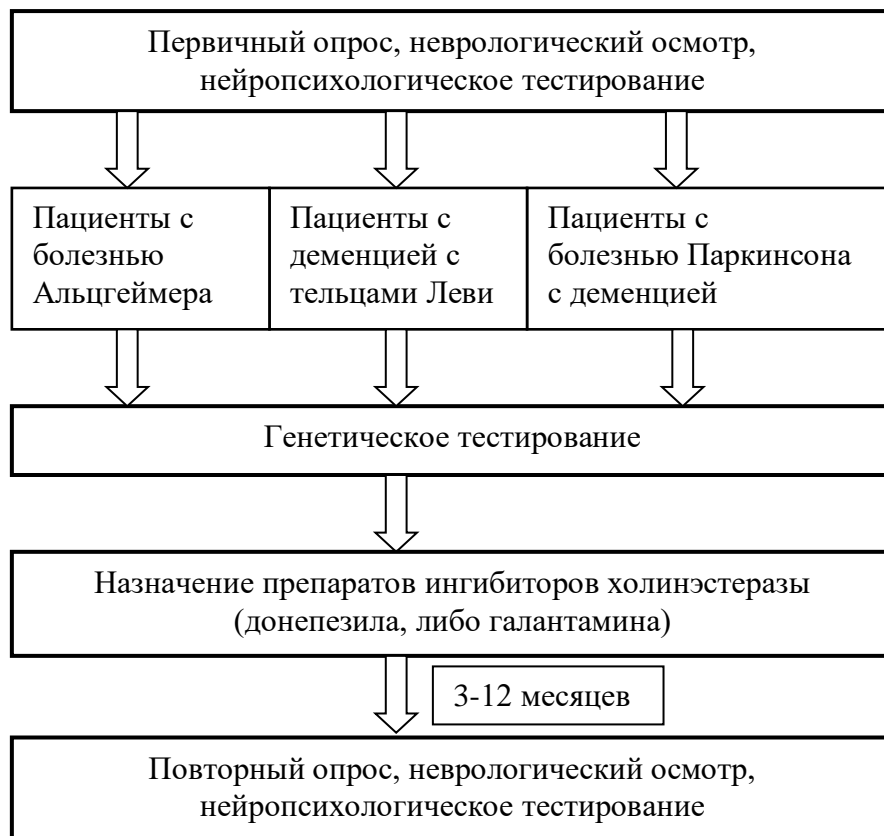 Первичный опрос, неврологический осмотр,
нейропсихологическое тестирование
Пациенты с
болезнью
Альцгеймера
Пациенты с
деменцией с
тельцами Леви
Пациенты с
болезнью Паркинсона
с деменцией
Генетическое тестирование
Назначение препаратов ингибиторов холинэстеразы
(донепезила, либо галантамина)
3-12 месяцев
Повторный опрос, неврологический осмотр,
нейропсихологическое тестирование